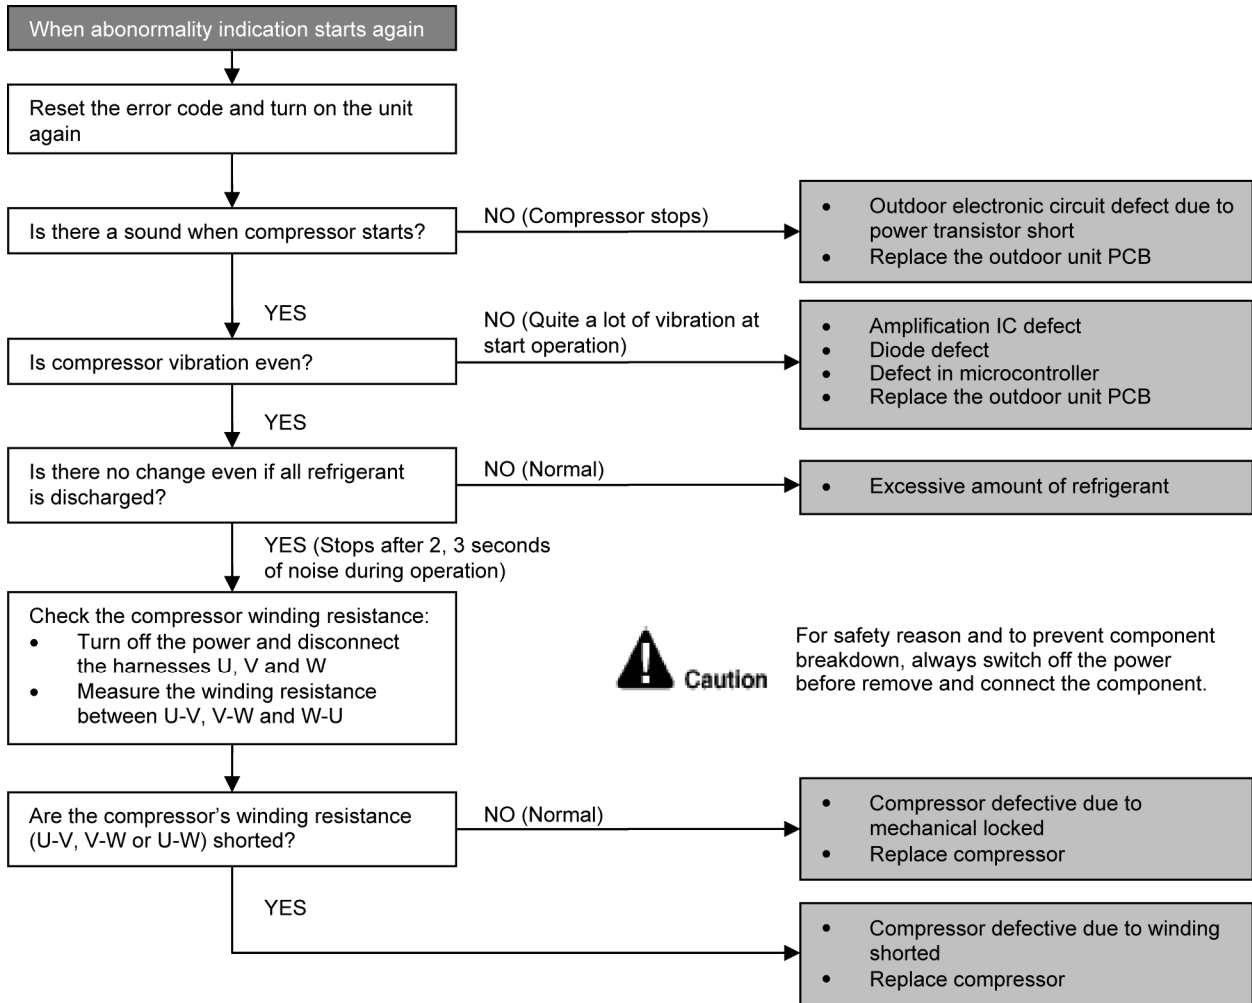 When abonormality indication starts again
Reset the error code and turn on the unit
again
Is there a sound when compressor starts?
NO (Compressor stops)
• Outdoor electronic circuit defect due to
power transistor short
• Replace the outdoor unit PCB
YES
NO (Quite a lot of vibration at
start operation)
Is compressor vibration even?
• Amplification IC defect
• Diode defect
• Defect in microcontroller
• Replace the outdoor unit PCB
YES
Is there no change even if all refrigerant
is discharged?
NO (Normal)
• Excessive amount of refrigerant
YES (Stops after 2, 3 seconds
of noise during operation)
Check the compressor winding resistance:
• Turn off the power and disconnect
the harnesses U, V and W
• Measure the winding resistance
between U-V, V-W and W-U
Caution
For safety reason and to prevent component
breakdown, always switch off the power
before remove and connect the component.
Are the compressor’s winding resistance
(U-V, V-W or U-W) shorted?
NO (Normal)
• Compressor defective due to
mechanical locked
• Replace compressor
YES
• Compressor defective due to winding
shorted
• Replace compressor